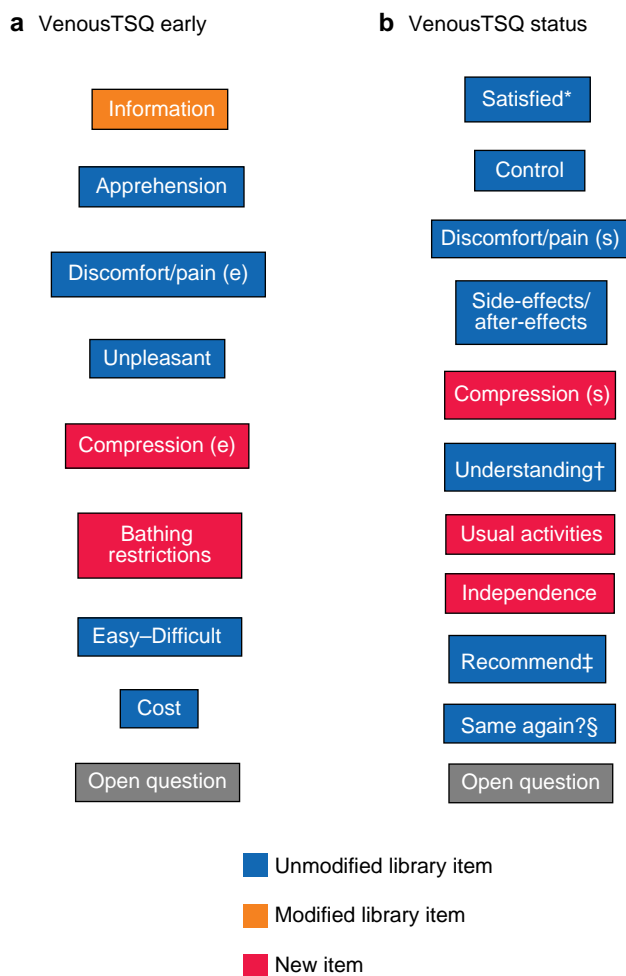 a VenousTSQ early
Information
Apprehension
Discomfort/pain (e)
Unpleasant
Compression (e)
Bathing
restrictions
Easy–Difficult
Cost
Open question
b VenousTSQ status
Satisfied*
Control
Discomfort/pain (s)
Side-effects/
after-effects
Compression (s)
Understanding†
Usual activities
Independence
Recommend‡
Same again?§
Open question
Unmodified library item
Modified library item
New item